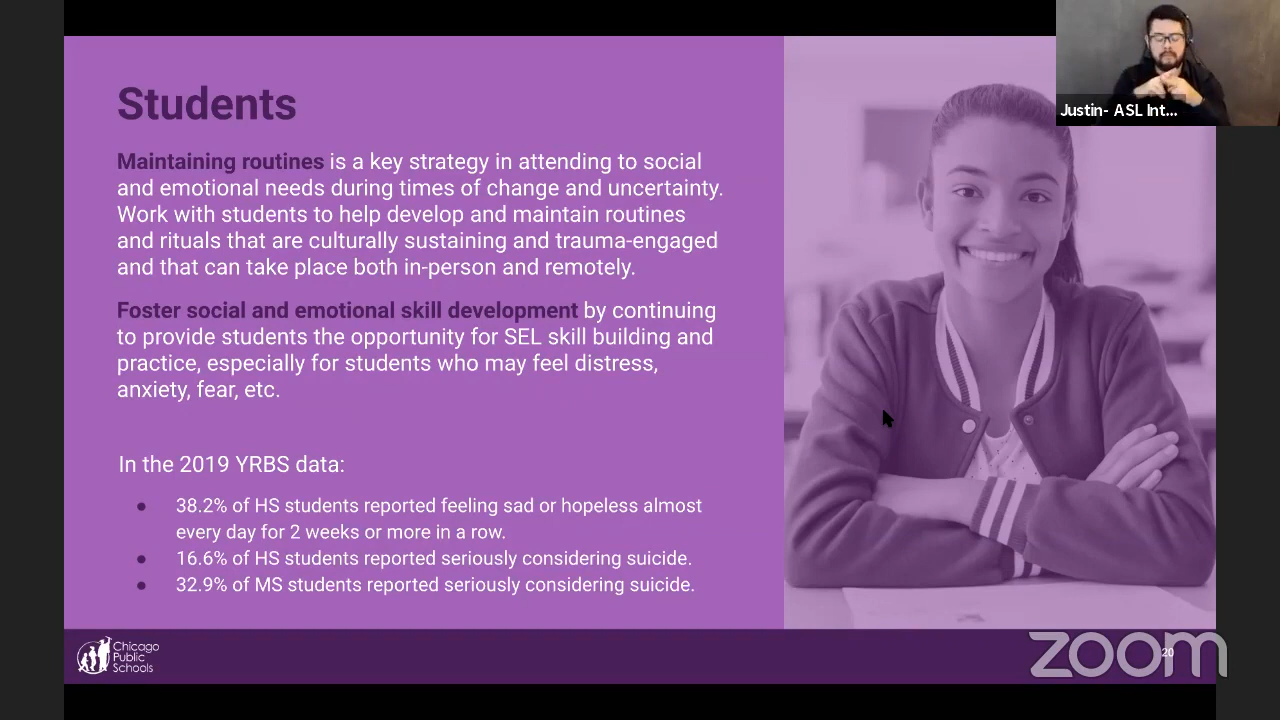 Students
Maintaining routines is a key strategy in attending to social
and emotional needs during times of change and uncertainty.
Work with students to help develop and maintain routines
and rituals that are culturally sustaining and trauma-engaged
and that can take place both in-person and remotely.
Foster social and emotional skill development by continuing
to provide students the opportunity for SEL skill building and
practice, especially for students who may feel distress,
anxiety, fear, etc.
In the 2019 YRBS data:
● 38.2% of HS students reported feeling sad or hopeless almost
every day for 2 weeks or more in a row.
● 16.6% of HS students reported seriously considering suicide.
● 32.9% of MS students reported seriously considering suicide.
Justin- ASL Int...
Chicago
Public
Schools
zoom
20